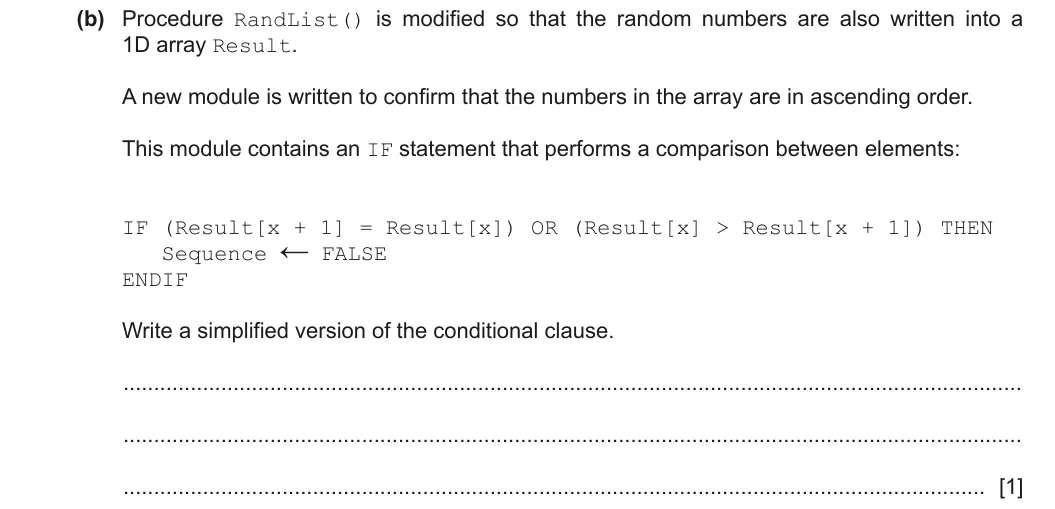 (b) Procedure RandList() is modified so that the random numbers are also written into a
1D array Result.
A new module is written to confirm that the numbers in the array are in ascending order.
This module contains an IF statement that performs a comparison between elements:
IF (Result[x + 1] = Result[x]) OR (Result[x] > Result[x + 1]) THEN
Sequence ← FALSE
ENDIF
Write a simplified version of the conditional clause.
[1]